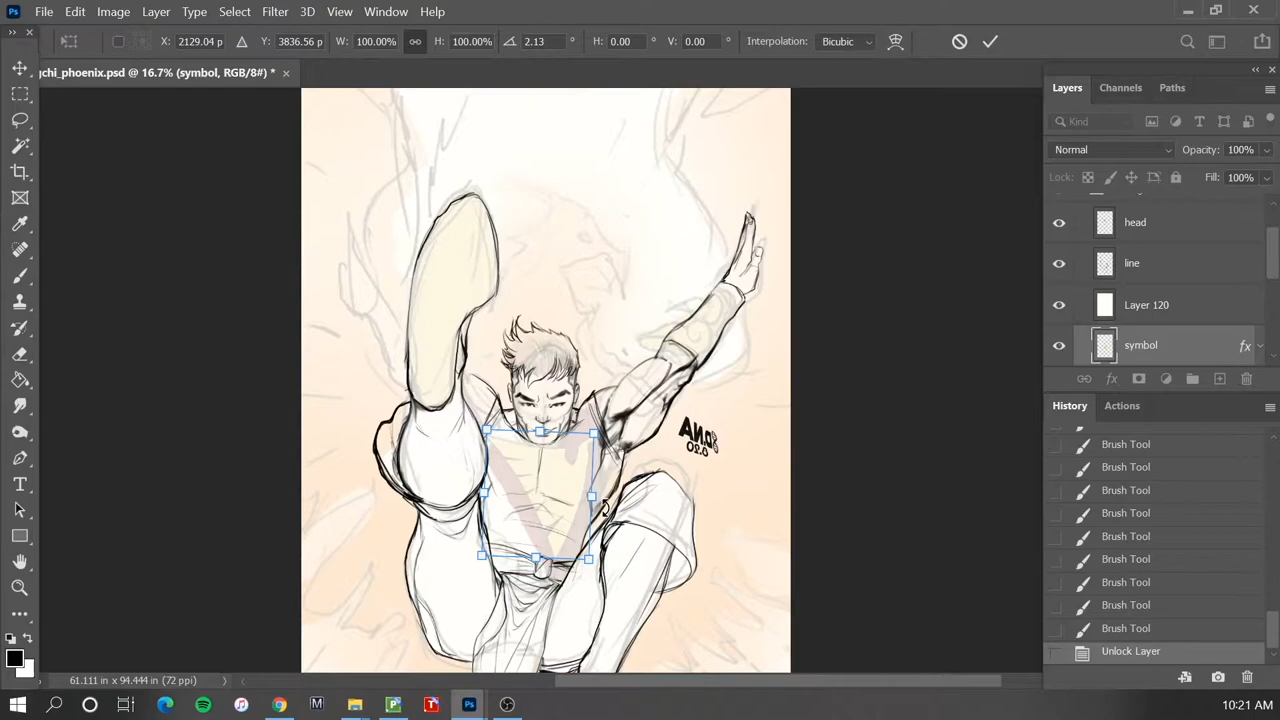 Ps File Edit Image Layer Type Select Filter 3D View Window Help
X: 2129.04 p Y: 3836.56 p W: 100.00% H: 100.00% 2.13 ° H: 0.00 ° V: 0.00 ° Interpolation: Bicubic
gchi_phoenix.psd @ 16.7% (symbol, RGB/8#) * ×
Layers Channels Paths
Kind
Normal Opacity: 100%
Lock: Fill: 100%
head
line
Layer 120
symbol fx
fx
History Actions
Brush Tool
Brush Tool
Brush Tool
Brush Tool
Brush Tool
Brush Tool
Brush Tool
Brush Tool
Brush Tool
Unlock Layer
61.111 in x 94.444 in (72 ppi)
10:21 AM